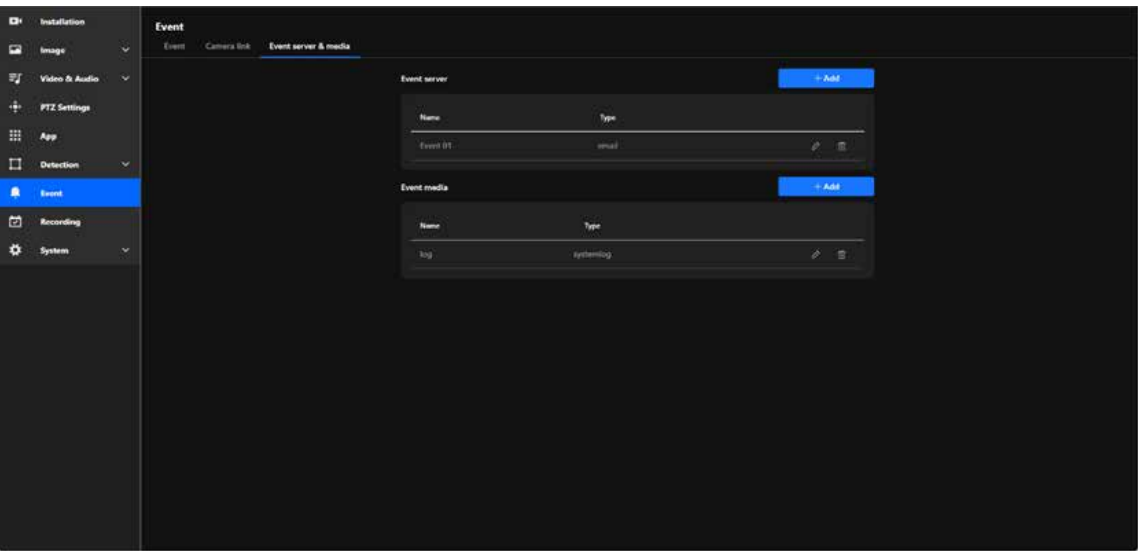 Installation
Image
Video & Audio
PTZ Settings
App
Detection
Event
Recording
System
Event
Event Camera link Event server & media
Event server + Add
Name Type
Event 01 email
Event media + Add
Name Type
log systemlog